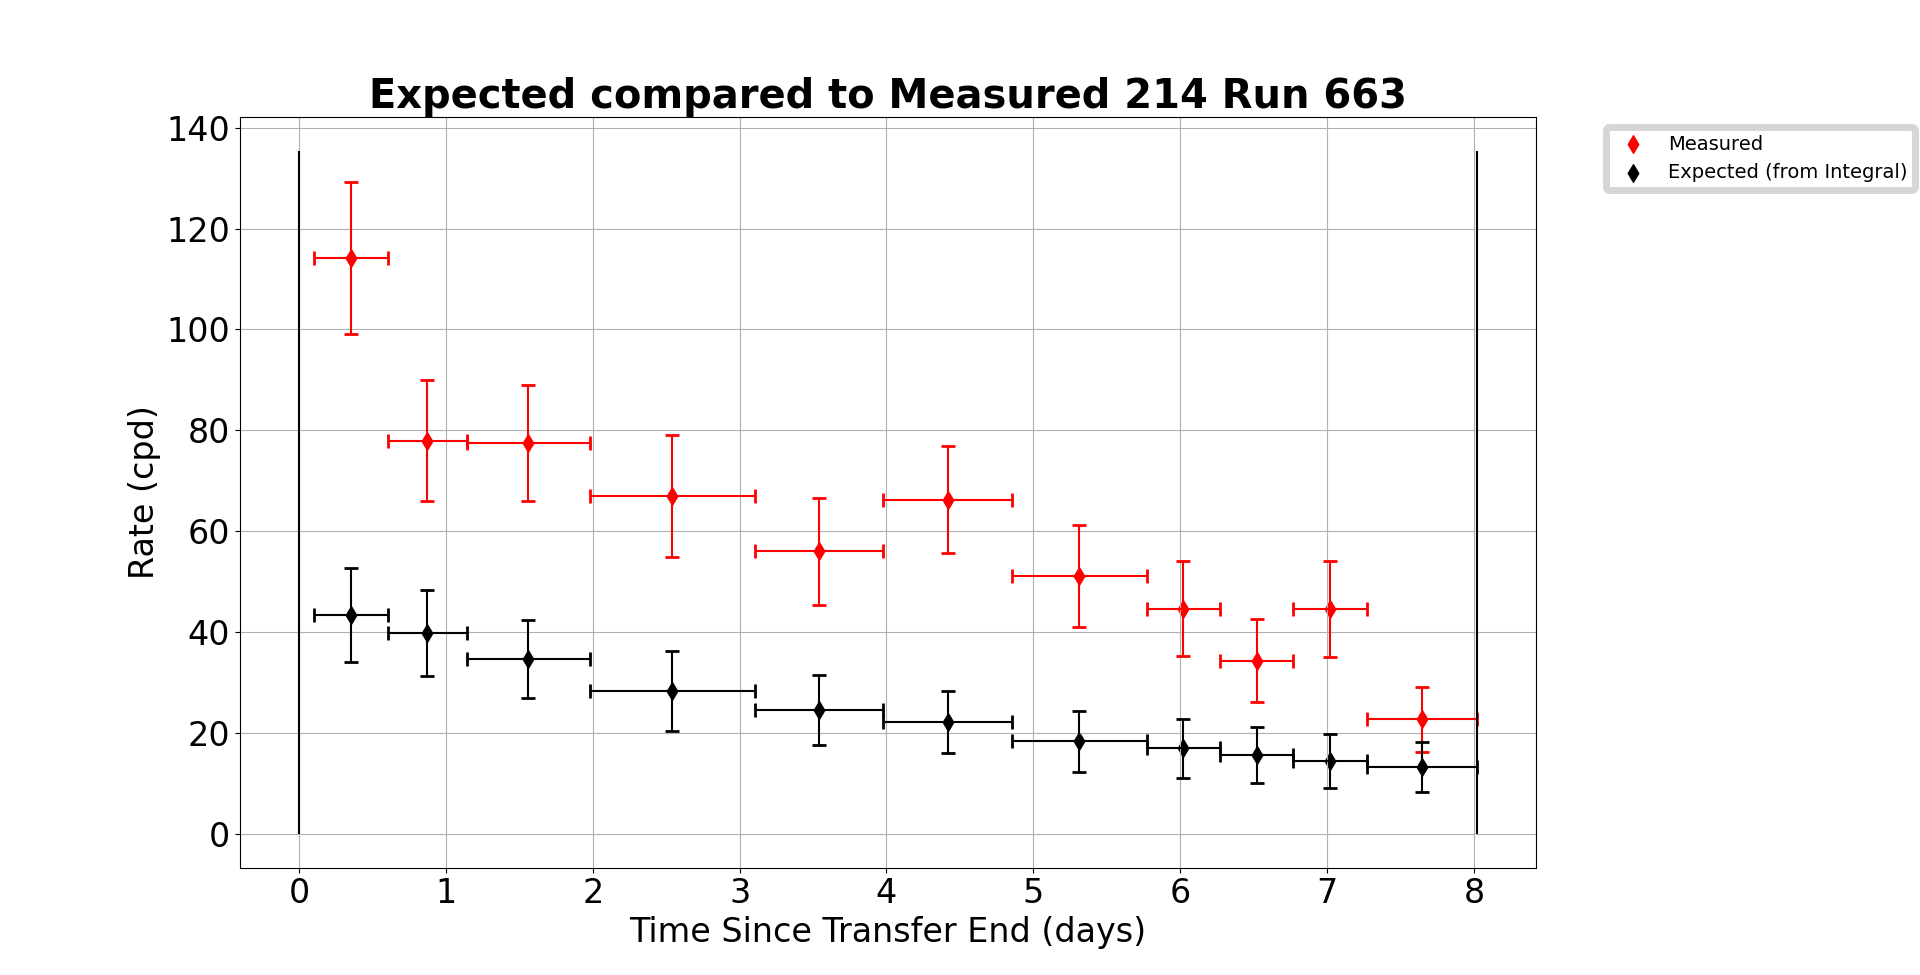 Expected compared to Measured 214 Run 663
140
120
100
80
60
40
20
0
Rate (cpd)
0 1 2 3 4 5 6 7 8
Time Since Transfer End (days)
Measured
Expected (from Integral)